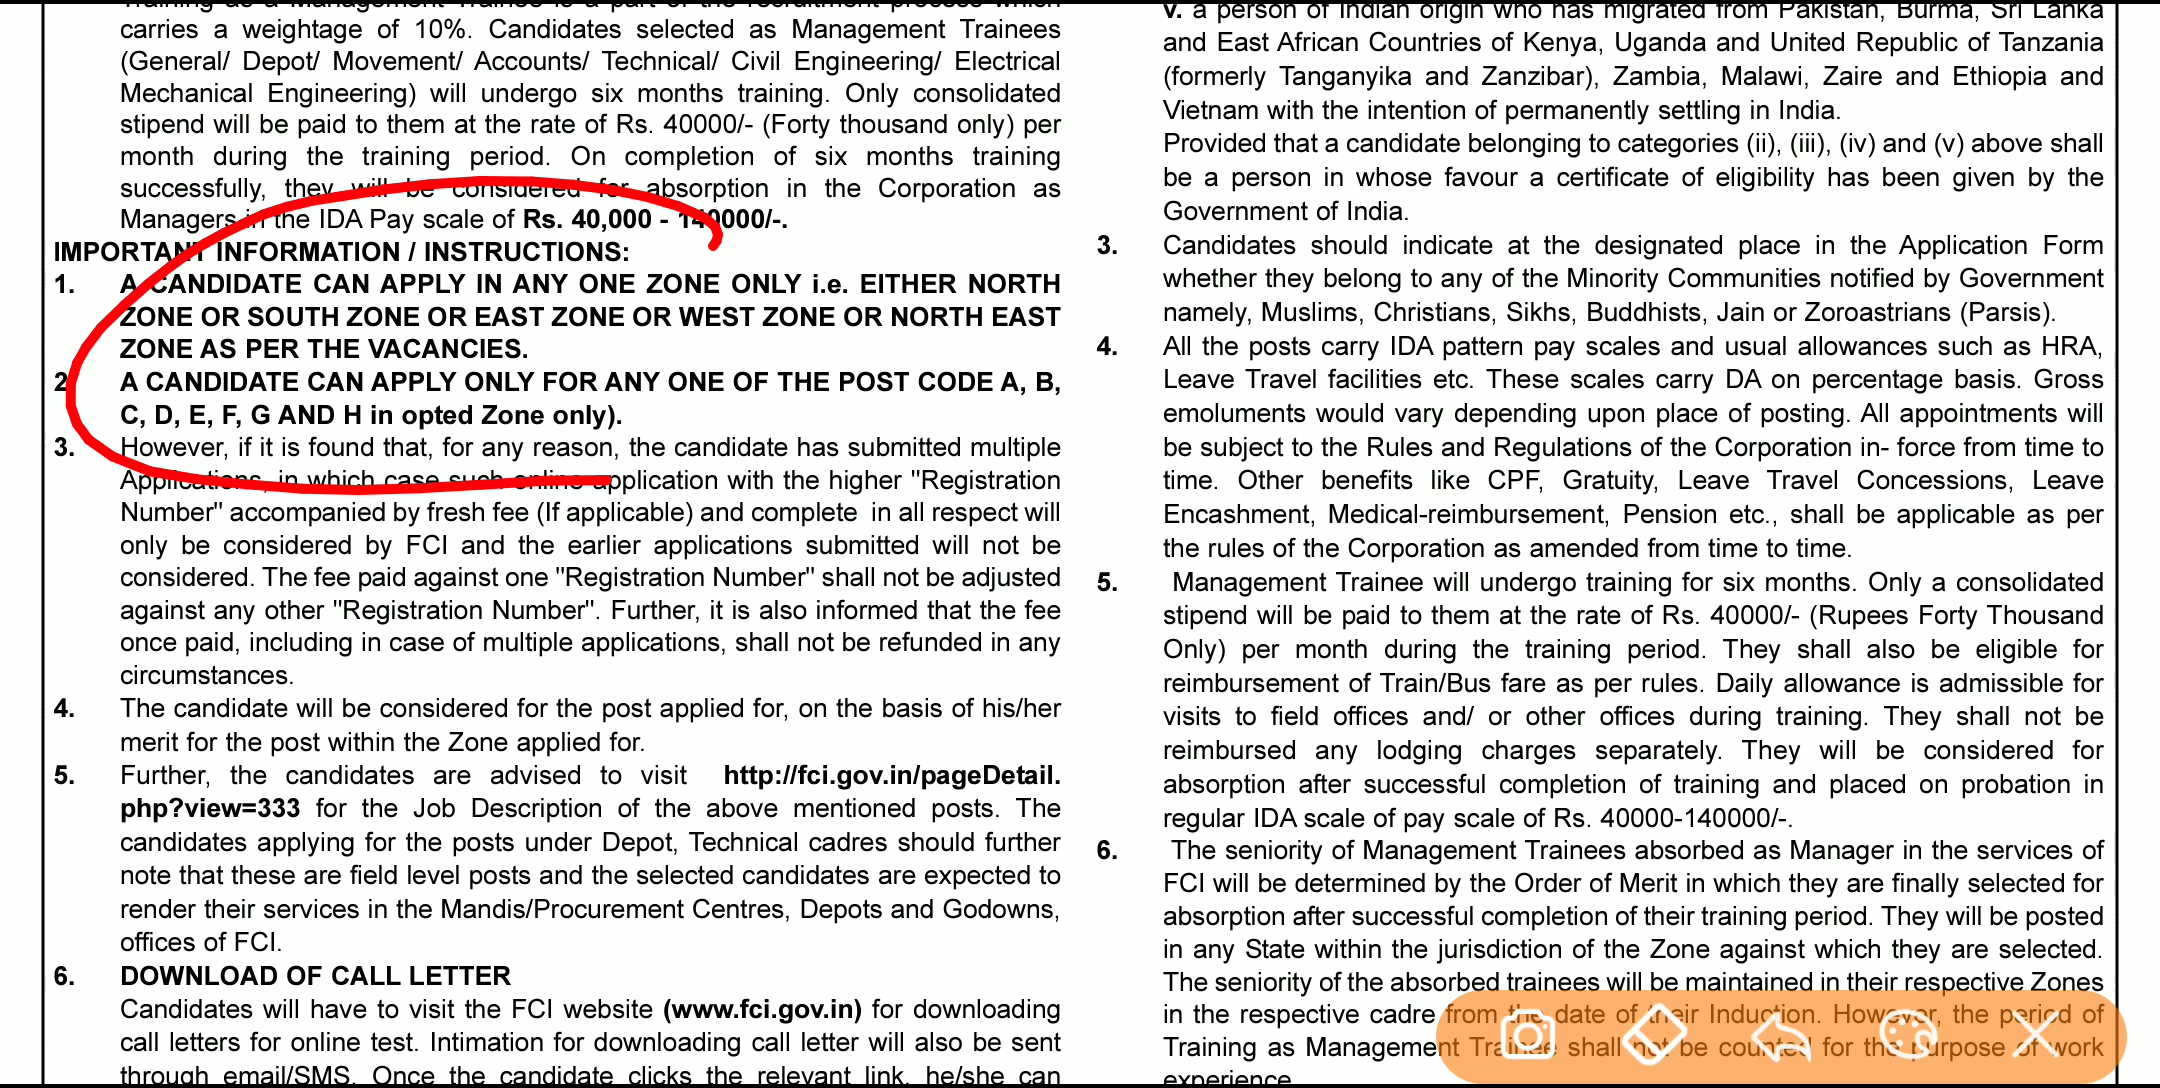 Training as a Management Trainee is a part of the recruitment process which
carries a weightage of 10%. Candidates selected as Management Trainees
(General/ Depot/ Movement/ Accounts/ Technical/ Civil Engineering/ Electrical
Mechanical Engineering) will undergo six months training. Only consolidated
stipend will be paid to them at the rate of Rs. 40000/- (Forty thousand only) per
month during the training period. On completion of six months training
successfully, they will be considered for absorption in the Corporation as
Managers in the IDA Pay scale of Rs. 40,000 - 140000/-.
IMPORTANT INFORMATION / INSTRUCTIONS:
1. A CANDIDATE CAN APPLY IN ANY ONE ZONE ONLY i.e. EITHER NORTH
ZONE OR SOUTH ZONE OR EAST ZONE OR WEST ZONE OR NORTH EAST
ZONE AS PER THE VACANCIES.
2. A CANDIDATE CAN APPLY ONLY FOR ANY ONE OF THE POST CODE A, B,
C, D, E, F, G AND H in opted Zone only).
3. However, if it is found that, for any reason, the candidate has submitted multiple
Applications, in which case such online application with the higher "Registration
Number" accompanied by fresh fee (If applicable) and complete in all respect will
only be considered by FCI and the earlier applications submitted will not be
considered. The fee paid against one "Registration Number" shall not be adjusted
against any other "Registration Number". Further, it is also informed that the fee
once paid, including in case of multiple applications, shall not be refunded in any
circumstances.
4. The candidate will be considered for the post applied for, on the basis of his/her
merit for the post within the Zone applied for.
5. Further, the candidates are advised to visit http://fci.gov.in/pageDetail.
php?view=333 for the Job Description of the above mentioned posts. The
candidates applying for the posts under Depot, Technical cadres should further
note that these are field level posts and the selected candidates are expected to
render their services in the Mandis/Procurement Centres, Depots and Godowns,
offices of FCI.
6. DOWNLOAD OF CALL LETTER
Candidates will have to visit the FCI website (www.fci.gov.in) for downloading
call letters for online test. Intimation for downloading call letter will also be sent
through email/SMS. Once the candidate clicks the relevant link, he/she can
v. a person of Indian origin who has migrated from Pakistan, Burma, Sri Lanka
and East African Countries of Kenya, Uganda and United Republic of Tanzania
(formerly Tanganyika and Zanzibar), Zambia, Malawi, Zaire and Ethiopia and
Vietnam with the intention of permanently settling in India.
Provided that a candidate belonging to categories (ii), (iii), (iv) and (v) above shall
be a person in whose favour a certificate of eligibility has been given by the
Government of India.
3. Candidates should indicate at the designated place in the Application Form
whether they belong to any of the Minority Communities notified by Government
namely, Muslims, Christians, Sikhs, Buddhists, Jain or Zoroastrians (Parsis).
4. All the posts carry IDA pattern pay scales and usual allowances such as HRA,
Leave Travel facilities etc. These scales carry DA on percentage basis. Gross
emoluments would vary depending upon place of posting. All appointments will
be subject to the Rules and Regulations of the Corporation in- force from time to
time. Other benefits like CPF, Gratuity, Leave Travel Concessions, Leave
Encashment, Medical-reimbursement, Pension etc., shall be applicable as per
the rules of the Corporation as amended from time to time.
5. Management Trainee will undergo training for six months. Only a consolidated
stipend will be paid to them at the rate of Rs. 40000/- (Rupees Forty Thousand
Only) per month during the training period. They shall also be eligible for
reimbursement of Train/Bus fare as per rules. Daily allowance is admissible for
visits to field offices and/ or other offices during training. They shall not be
reimbursed any lodging charges separately. They will be considered for
absorption after successful completion of training and placed on probation in
regular IDA scale of pay scale of Rs. 40000-140000/-.
6. The seniority of Management Trainees absorbed as Manager in the services of
FCI will be determined by the Order of Merit in which they are finally selected for
absorption after successful completion of their training period. They will be posted
in any State within the jurisdiction of the Zone against which they are selected.
The seniority of the absorbed trainees will be maintained in their respective Zones
in the respective cadre from the date of their Induction. However, the period of
Training as Management Trainee shall not be counted for the purpose of work
experience